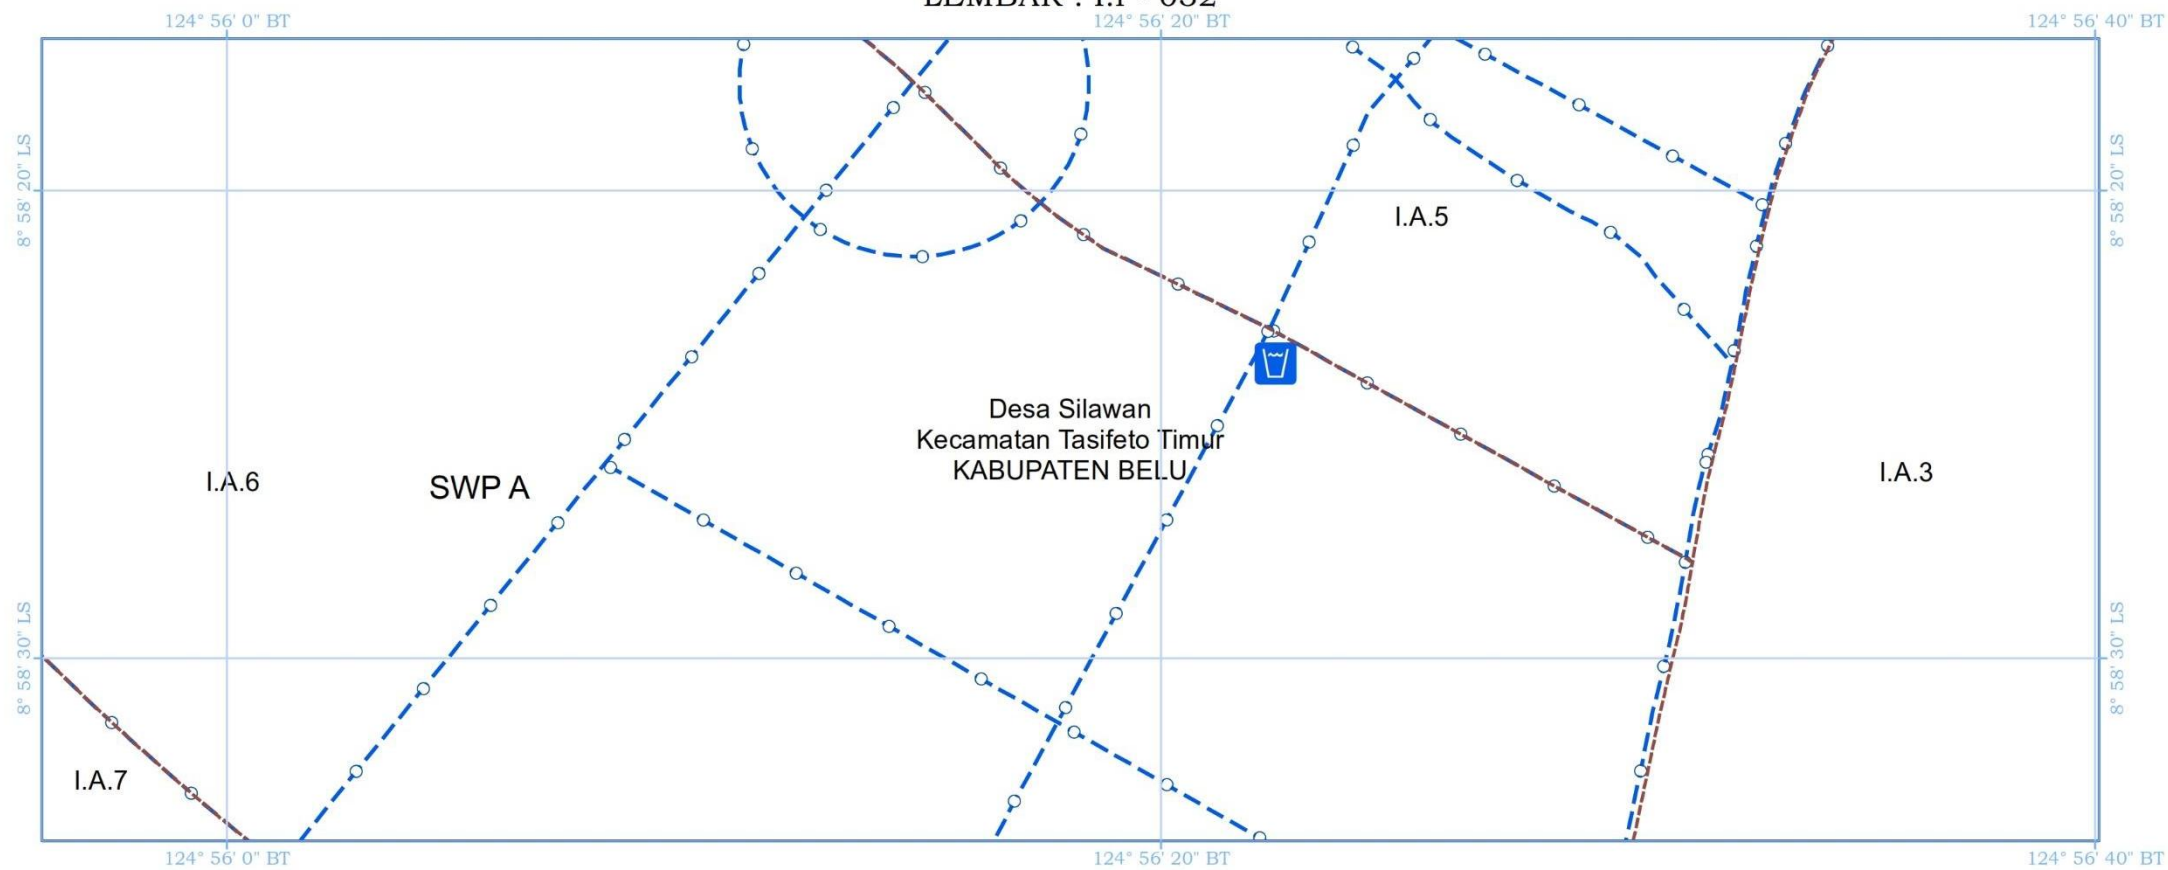 124° 56' 0" BT
124° 56' 20" BT
124° 56' 40" BT
8° 58' 20" LS
8° 58' 20" LS
I.A.5
Desa Silawan
Kecamatan Tasifeto Timur
KABUPATEN BELU
I.A.6
SWP A
I.A.3
8° 58' 30" LS
8° 58' 30" LS
I.A.7
124° 56' 0" BT
124° 56' 20" BT
124° 56' 40" BT